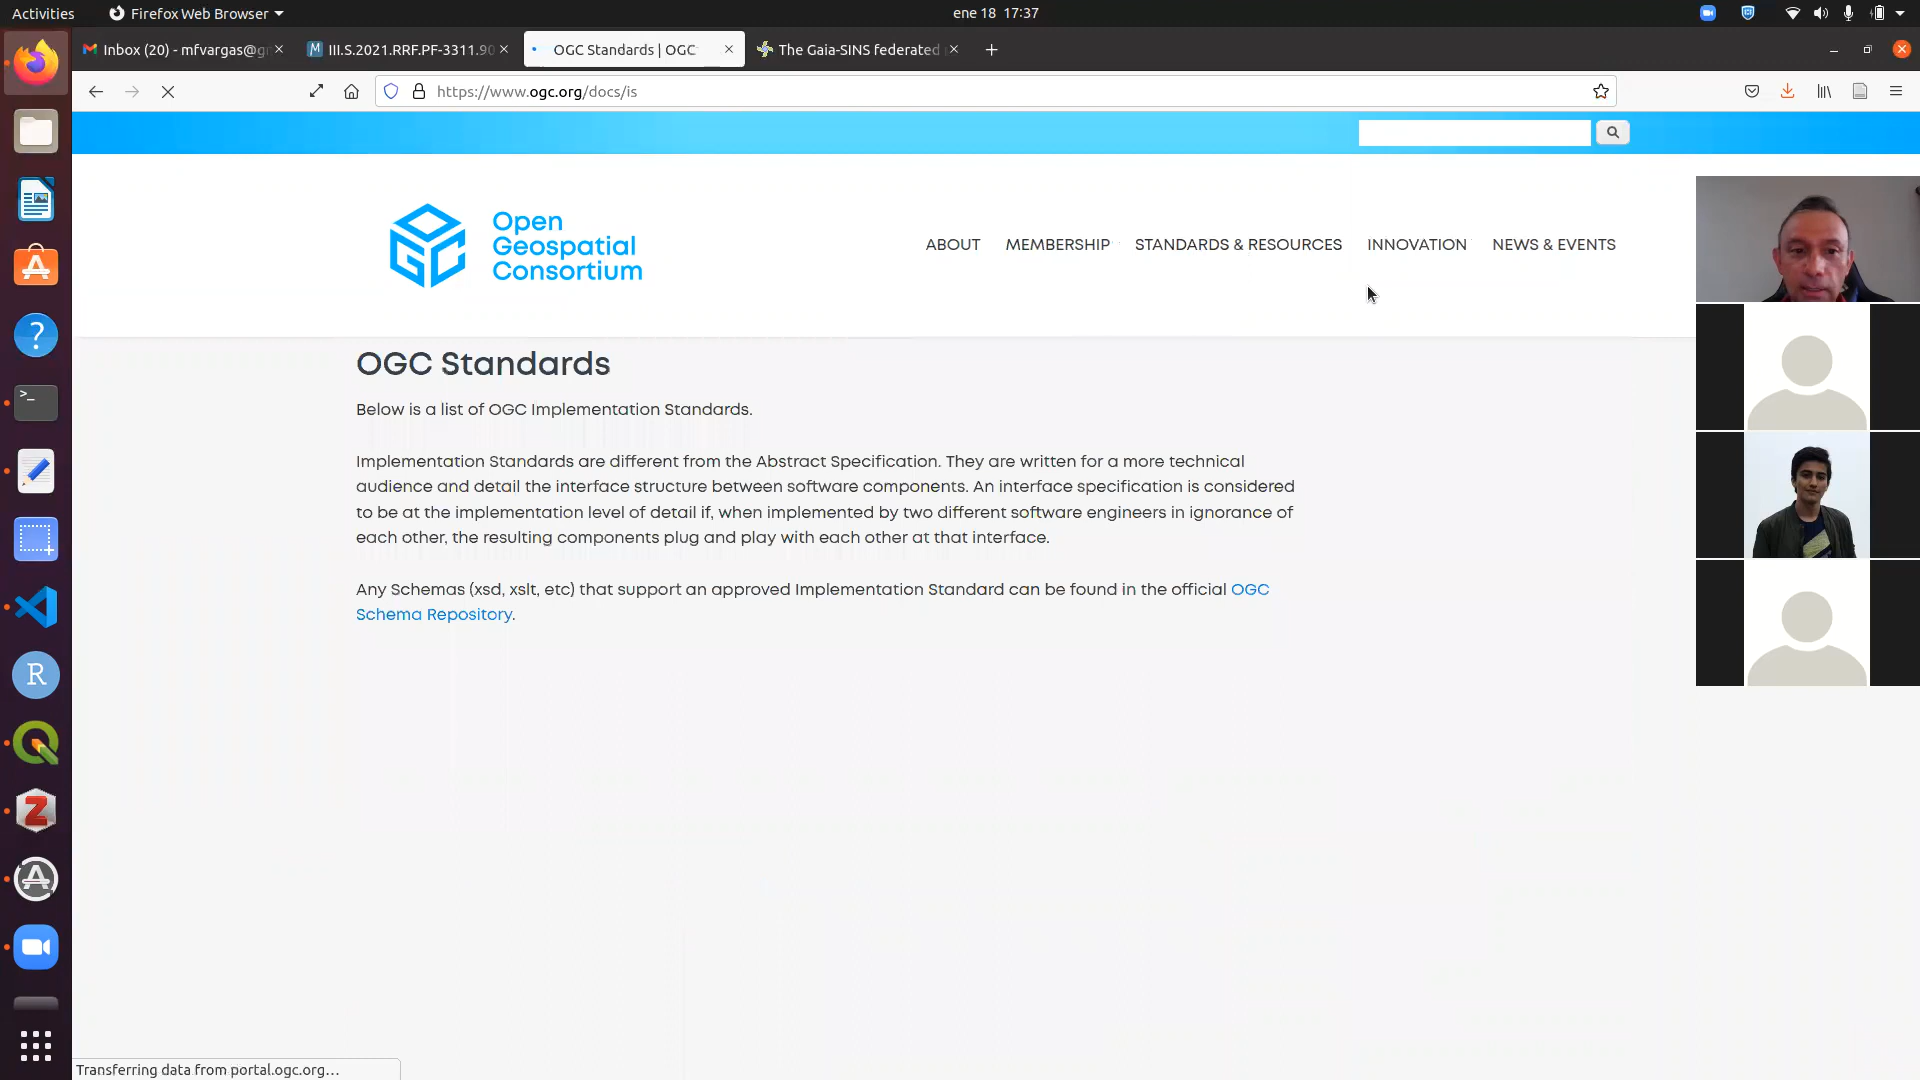 Activities
Firefox Web Browser
ene 18 17:37
Inbox (20) - mfvargas@g
III.S.2021.RRF.PF-3311.90
OGC Standards | OGC
The Gaia-SINS federated
https://www.ogc.org/docs/is
Open
Geospatial
Consortium
ABOUT
MEMBERSHIP
STANDARDS & RESOURCES
INNOVATION
NEWS & EVENTS
OGC Standards
Below is a list of OGC Implementation Standards.
Implementation Standards are different from the Abstract Specification. They are written for a more technical
audience and detail the interface structure between software components. An interface specification is considered
to be at the implementation level of detail if, when implemented by two different software engineers in ignorance of
each other, the resulting components plug and play with each other at that interface.
Any Schemas (xsd, xslt, etc) that support an approved Implementation Standard can be found in the official OGC
Schema Repository.
Transferring data from portal.ogc.org...